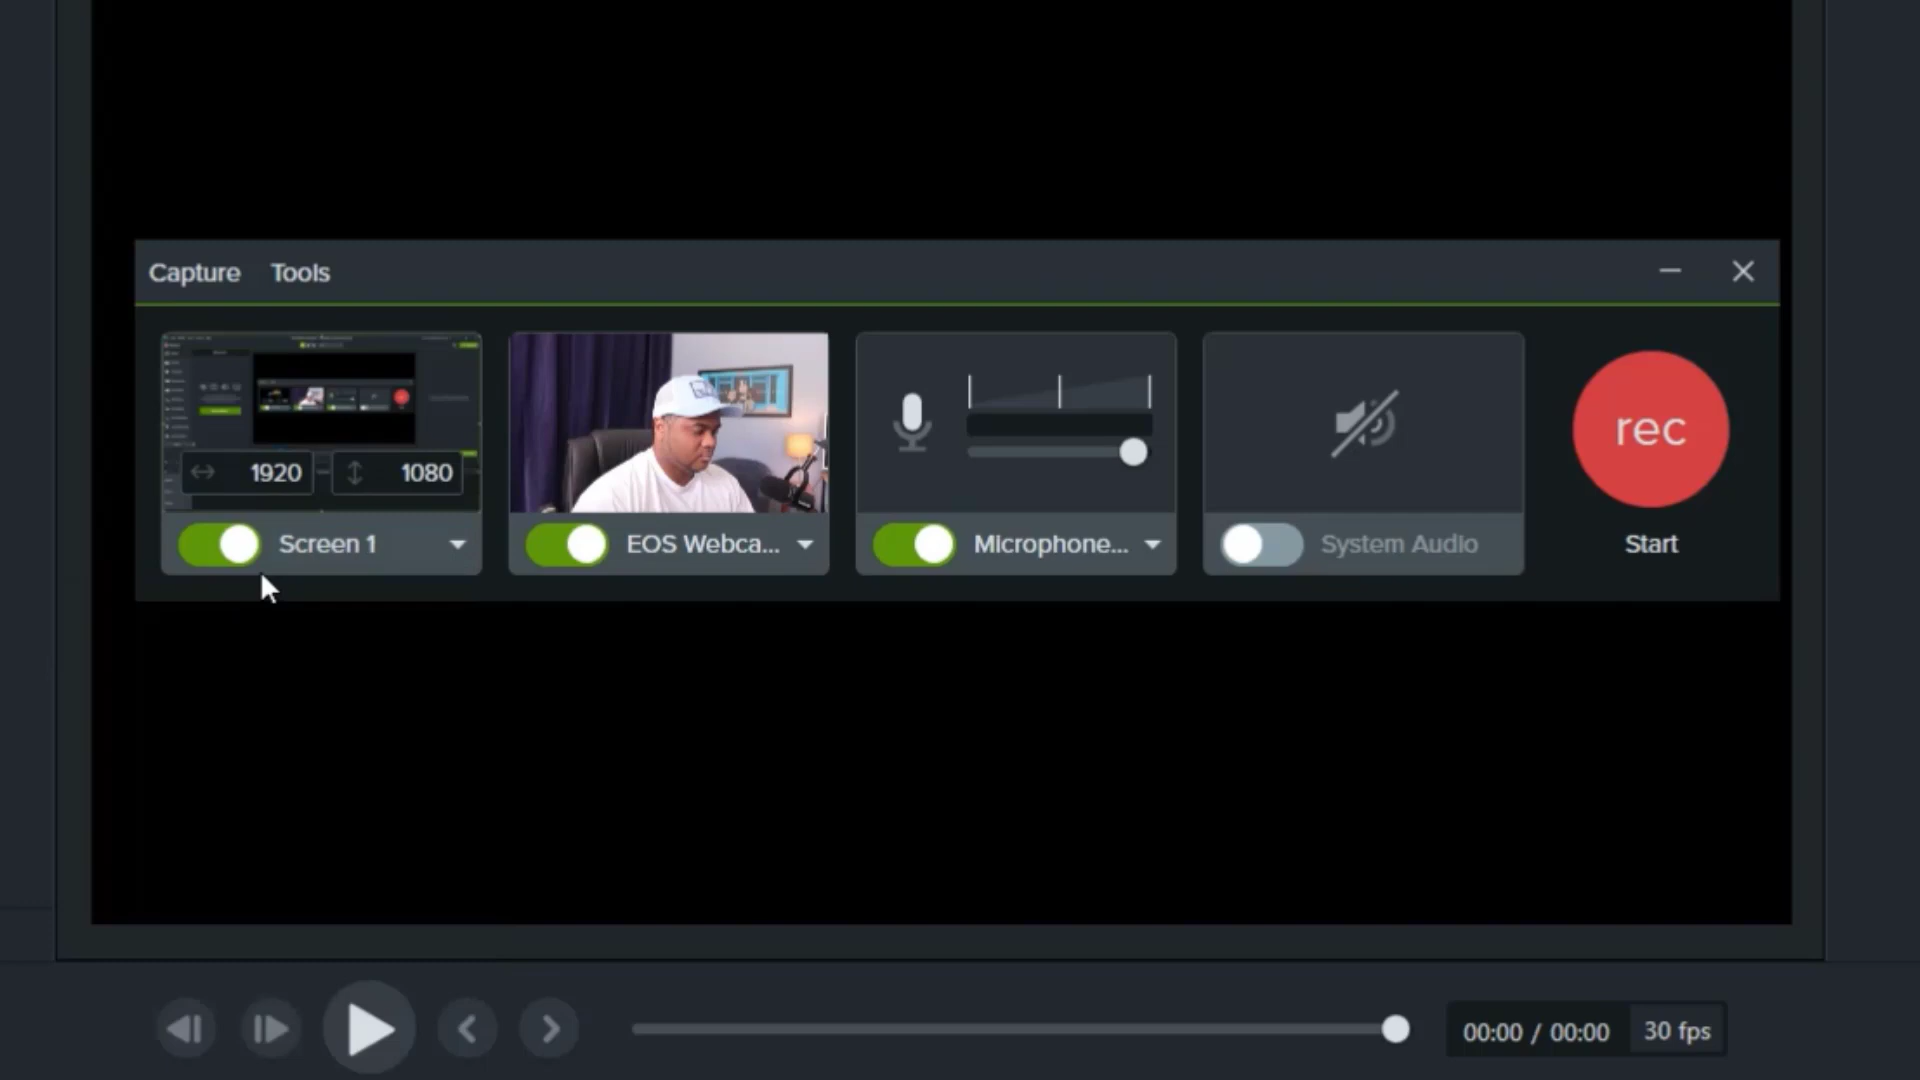 Capture Tools
1920 1080
rec
Screen 1
EOS Webca...
Microphone...
System Audio
Start
00:00 / 00:00
30 fps